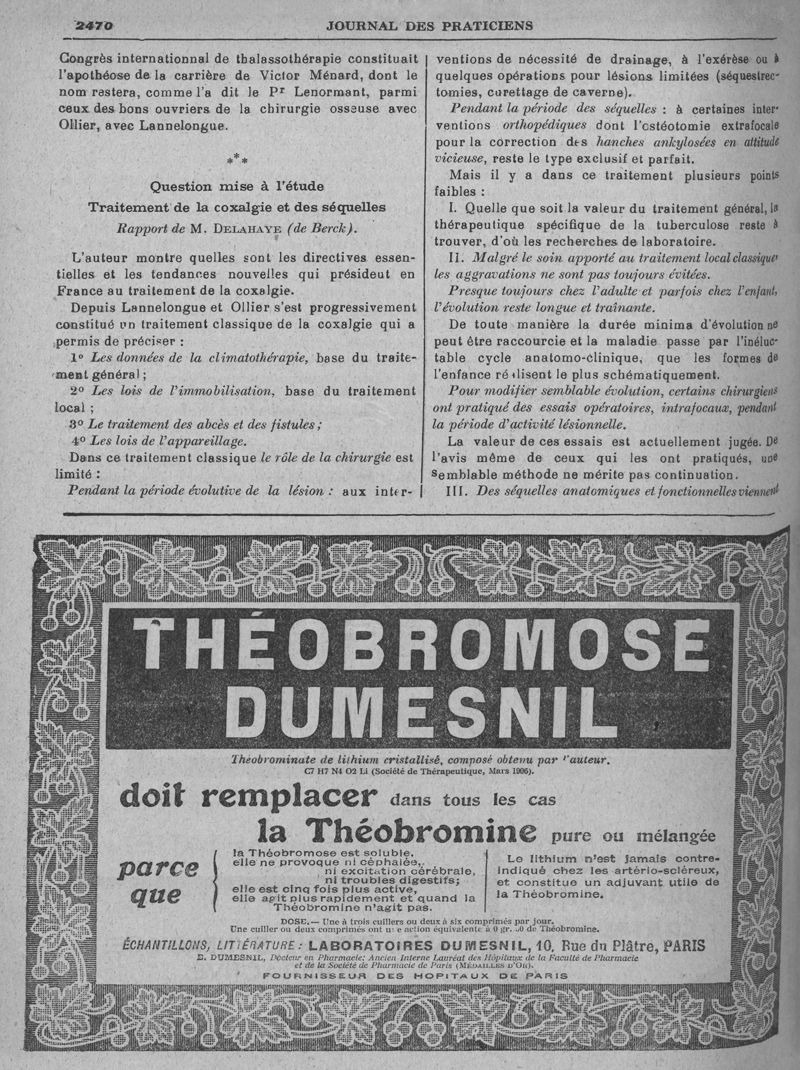 2470
JOURNAL DES PRATICIENS
Congrès internationnal de thalassothérapie constituait
l'apothéose de la carrière de Victor Ménard, dont le
nom restera, comme l'a dit le Pr Lenormant, parmi
ceux des bons ouvriers de la chirurgie osseuse avec
Ollier, avec Lannelongue.
***
Question mise à l'étude
Traitement de la coxalgie et des séquelles
Rapport de M. DELAHAYE (de Berck).
L'auteur montre quelles sont les directives essen-
tielles et les tendances nouvelles qui président en
France au traitement de la coxalgie.
Depuis Lannelongue et Ollier s'est progressivement
constitué un traitement classique de la coxalgie qui a
permis de préciser :
1º Les données de la climatothérapie, base du traite-
ment général ;
2º Les lois de l'immobilisation, base du traitement
local ;
3º Le traitement des abcès et des fistules ;
4º Les lois de l'appareillage.
Dans ce traitement classique le rôle de la chirurgie est
limité :
Pendant la période évolutive de la lésion : aux inter-
ventions de nécessité de drainage, à l'exérèse ou à
quelques opérations pour lésions limitées (séquestrec-
tomies, curettage de caverne).
Pendant la période des séquelles : à certaines inter-
ventions orthopédiques dont l'ostéotomie extrafocale
pour la correction des hanches ankylosées en attitude
vicieuse, reste le type exclusif et parfait.
Mais il y a dans ce traitement plusieurs points
faibles :
I. Quelle que soit la valeur du traitement général, la
thérapeutique spécifique de la tuberculose reste à
trouver, d'où les recherches de laboratoire.
II. Malgré le soin apporté au traitement local classique
les aggravations ne sont pas toujours évitées.
Presque toujours chez l'adulte et parfois chez l'enfant,
l'évolution reste longue et traînante.
De toute manière la durée minima d'évolution ne
peut être raccourcie et la maladie passe par l'inéluc-
table cycle anatomo-clinique, que les formes de
l'enfance réalisent le plus schématiquement.
Pour modifier semblable évolution, certains chirurgiens
ont pratiqué des essais opératoires, intrafocaux, pendant
la période d'activité lésionnelle.
La valeur de ces essais est actuellement jugée. De
l'avis même de ceux qui les ont pratiqués, une
semblable méthode ne mérite pas continuation.
III. Des séquelles anatomiques et fonctionnelles viennent
THÉOBROMOSE
DUMESNIL
Théobrominate de lithium cristallisé, composé obtenu par l'auteur.
C7 H7 N4 O2 Li (Société de Thérapeutique, Mars 1906).
doit remplacer dans tous les cas
la Théobromine pure ou mélangée
parce
que
la Théobromose est soluble,
elle ne provoque ni céphalée,
ni excitation cérébrale,
ni troubles digestifs;
elle est cinq fois plus active,
elle agit plus rapidement et quand la
Théobromine n'agit pas.
Le lithium n'est jamais contre-
indiqué chez les artério-scléreux,
et constitue un adjuvant utile de
la Théobromine.
DOSE.— Une à trois cuillers ou deux à six comprimés par jour.
Une cuiller ou deux comprimés ont une action équivalente à 0 gr. 50 de Théobromine.
ÉCHANTILLONS, LITTÉRATURE : LABORATOIRES DUMESNIL, 10, Rue du Plâtre, PARIS
E. DUMESNIL, Docteur en Pharmacie; Ancien Interne Lauréat des Hôpitaux de la Faculté de Pharmacie
et de la Société de Pharmacie de Paris (MÉDAILLES D'OR).
FOURNISSEUR DES HOPITAUX DE PARIS